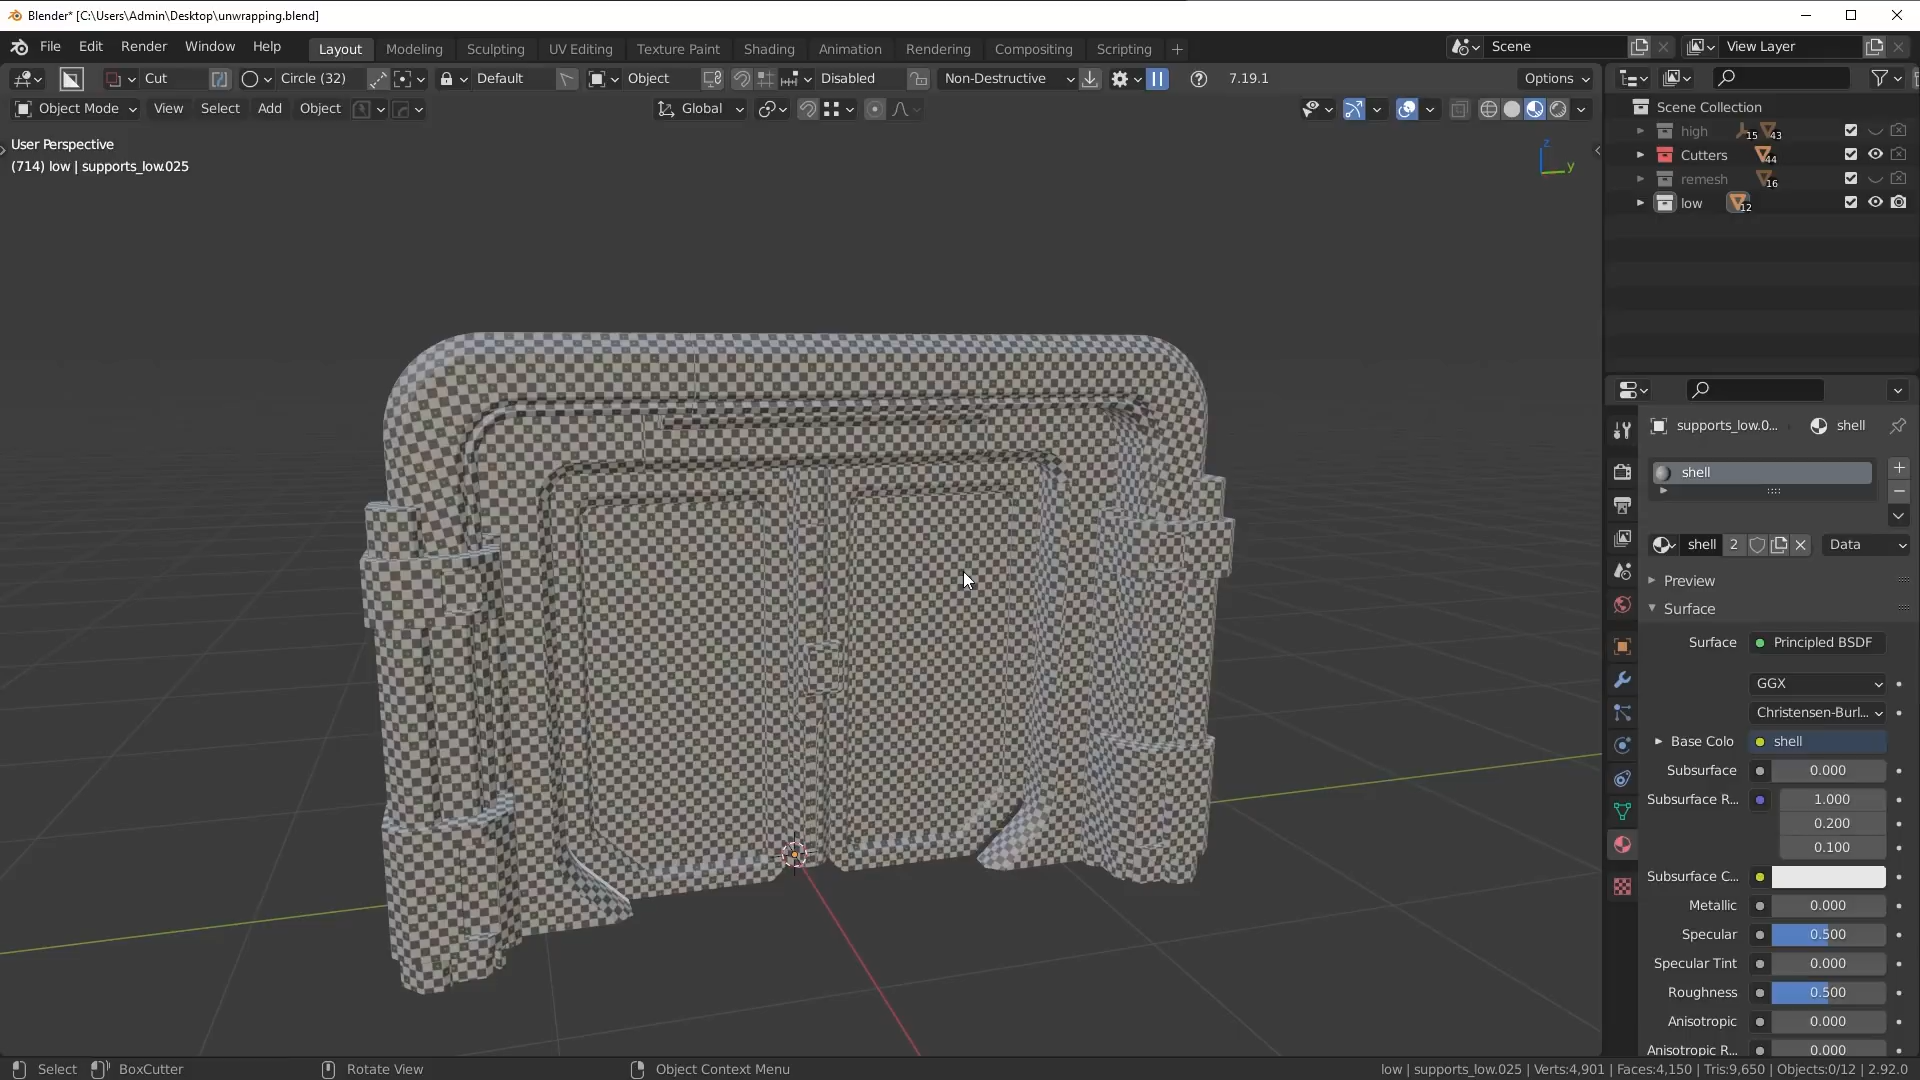 Blender* [C:\Users\Admin\Desktop\unwrapping.blend]
File Edit Render Window Help
Layout Modeling Sculpting UV Editing Texture Paint Shading Animation Rendering Compositing Scripting +
Scene
View Layer
Cut
Circle (32)
Default
Object
Disabled
Non-Destructive
7.19.1
Options
Object Mode View Select Add Object
Global
User Perspective
(714) low | supports_low.025
Z
Y
Scene Collection
high 15 43
Cutters 44
remesh 16
low 12
supports_low.0... shell
shell
shell 2 Data
Preview
Surface
Surface Principled BSDF
GGX
Christensen-Burl...
Base Colo shell
Subsurface 0.000
Subsurface R... 1.000
0.200
0.100
Subsurface C...
Metallic 0.000
Specular 0.500
Specular Tint 0.000
Roughness 0.500
Anisotropic 0.000
Anisotropic R... 0.000
Select BoxCutter Rotate View Object Context Menu
low | supports_low.025 | Verts:4,901 | Faces:4,150 | Tris:9,650 | Objects:0/12 | 2.92.0